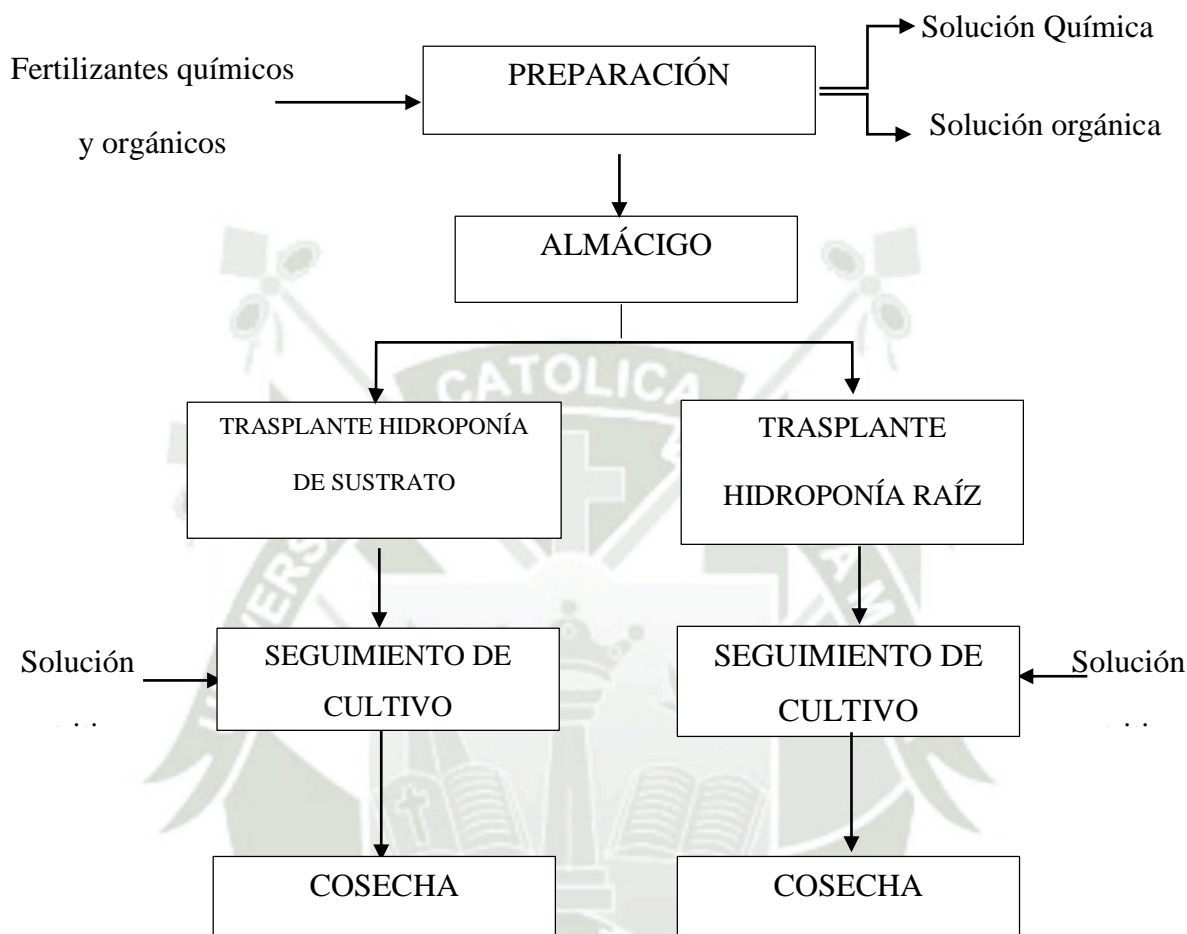 Solución Química
Fertilizantes químicos
y orgánicos
PREPARACIÓN
Solución orgánica
ALMÁCIGO
CATOLICA
TRASPLANTE HIDROPONÍA
DE SUSTRATO
TRASPLANTE
HIDROPONÍA RAÍZ
Solución
SEGUIMIENTO DE
CULTIVO
SEGUIMIENTO DE
CULTIVO
Solución
COSECHA
COSECHA